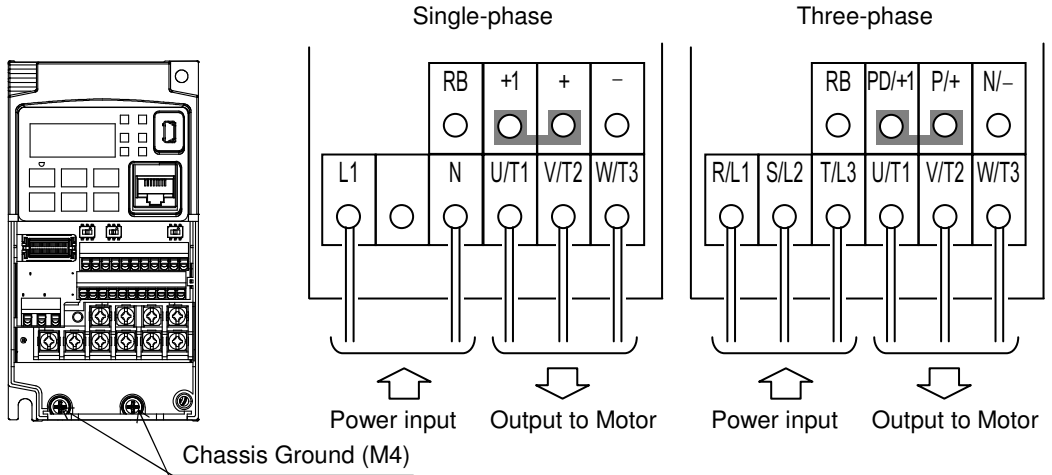 Single-phase
Three-phase
RB +1 + −
L1 N U/T1 V/T2 W/T3
RB PD/+1 P/+ N/−
R/L1 S/L2 T/L3 U/T1 V/T2 W/T3
Power input
Output to Motor
Power input
Output to Motor
Chassis Ground (M4)